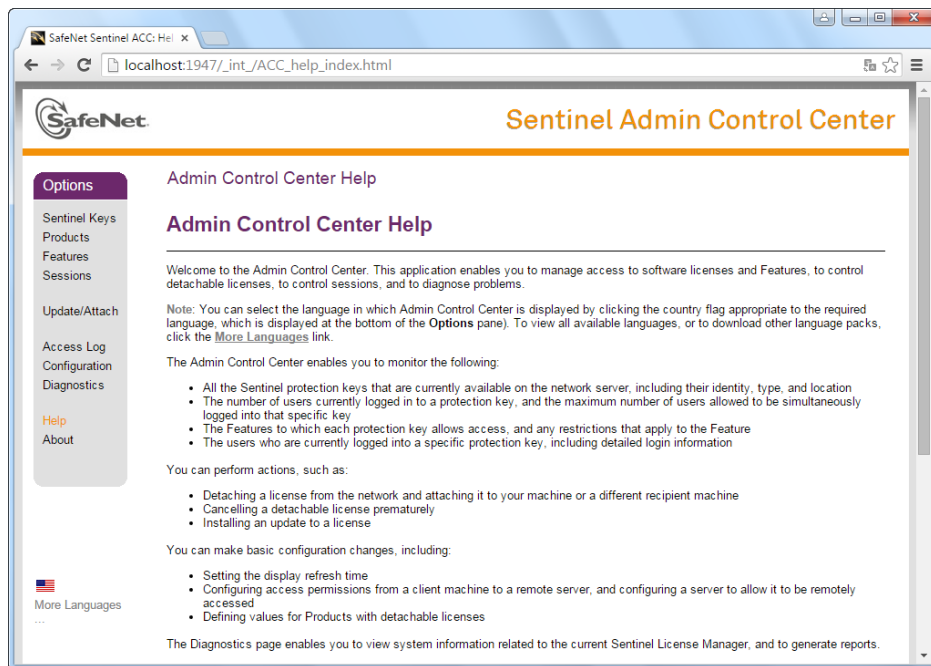 SafeNet Sentinel ACC: Hel
localhost:1947/_int_/ACC_help_index.html
SafeNet.
Sentinel Admin Control Center
Options
Sentinel Keys
Products
Features
Sessions
Update/Attach
Access Log
Configuration
Diagnostics
Help
About
More Languages
...
Admin Control Center Help
Admin Control Center Help
Welcome to the Admin Control Center. This application enables you to manage access to software licenses and Features, to control
detachable licenses, to control sessions, and to diagnose problems.
Note: You can select the language in which Admin Control Center is displayed by clicking the country flag appropriate to the required
language, which is displayed at the bottom of the Options pane). To view all available languages, or to download other language packs,
click the More Languages link.
The Admin Control Center enables you to monitor the following:
• All the Sentinel protection keys that are currently available on the network server, including their identity, type, and location
• The number of users currently logged in to a protection key, and the maximum number of users allowed to be simultaneously
logged into that specific key
• The Features to which each protection key allows access, and any restrictions that apply to the Feature
• The users who are currently logged into a specific protection key, including detailed login information
You can perform actions, such as:
• Detaching a license from the network and attaching it to your machine or a different recipient machine
• Cancelling a detachable license prematurely
• Installing an update to a license
You can make basic configuration changes, including:
• Setting the display refresh time
• Configuring access permissions from a client machine to a remote server, and configuring a server to allow it to be remotely
accessed
• Defining values for Products with detachable licenses
The Diagnostics page enables you to view system information related to the current Sentinel License Manager, and to generate reports.